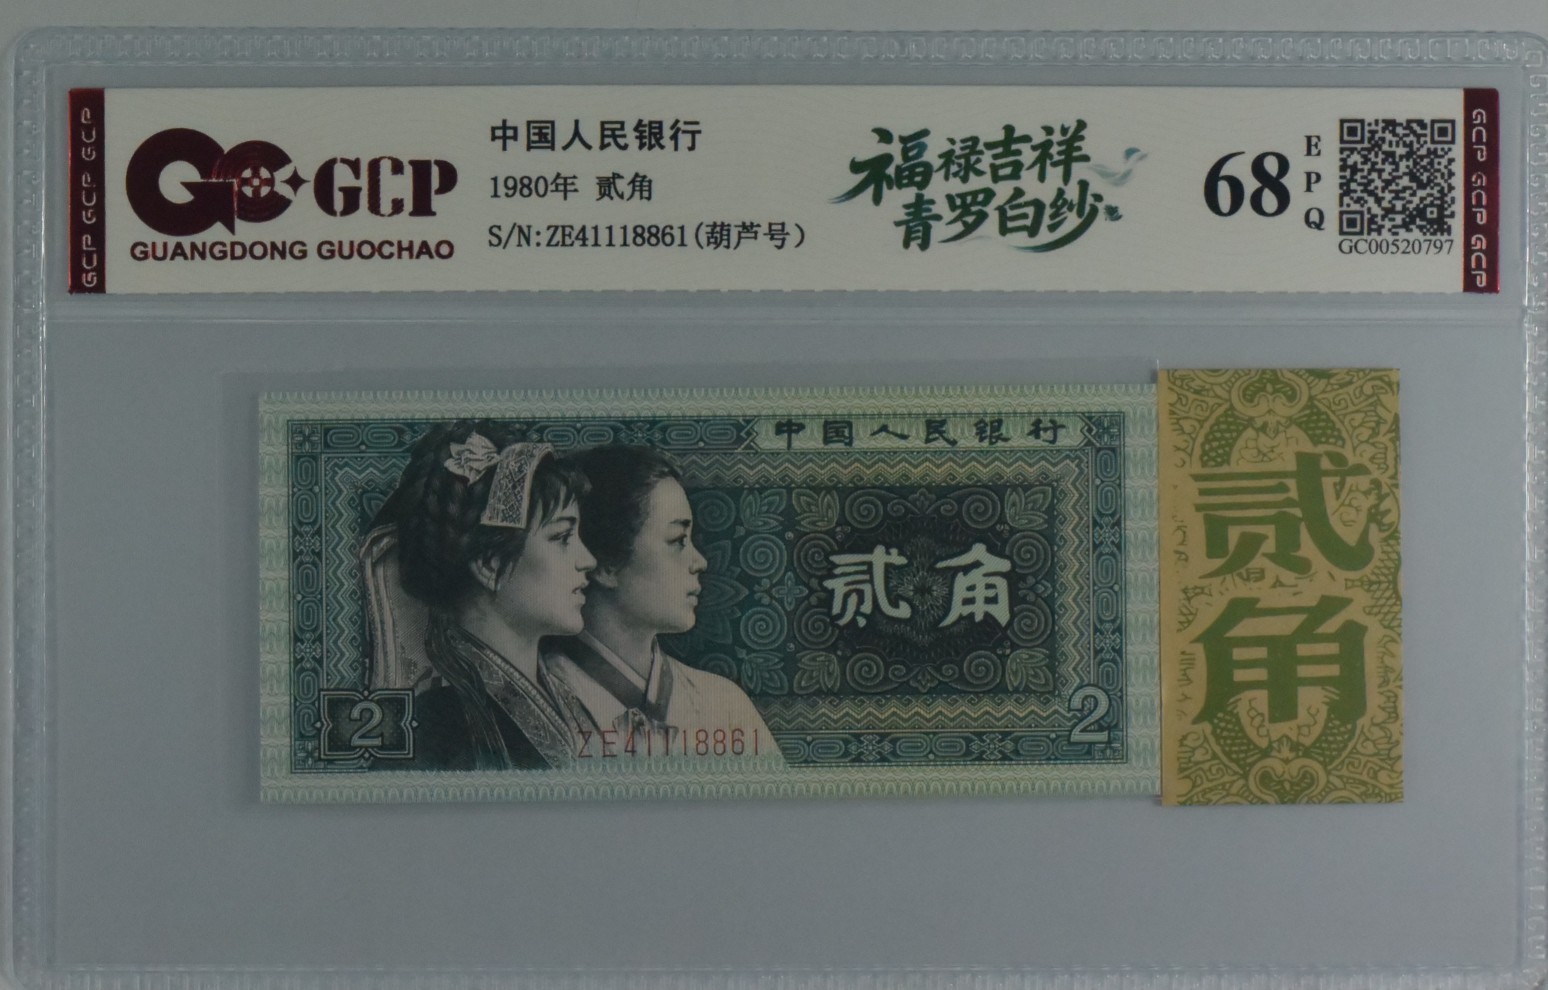 GCP GCP GCP
GCP
GUANGDONG GUOCHAO
中国人民银行
1980年 贰角
S/N:ZE41118861(葫芦号)
福禄吉祥
青罗白纱
68
EPQ
GC00520797
GCP GCP GCP
中国人民银行
贰角
2
2
ZE41118861
贰角